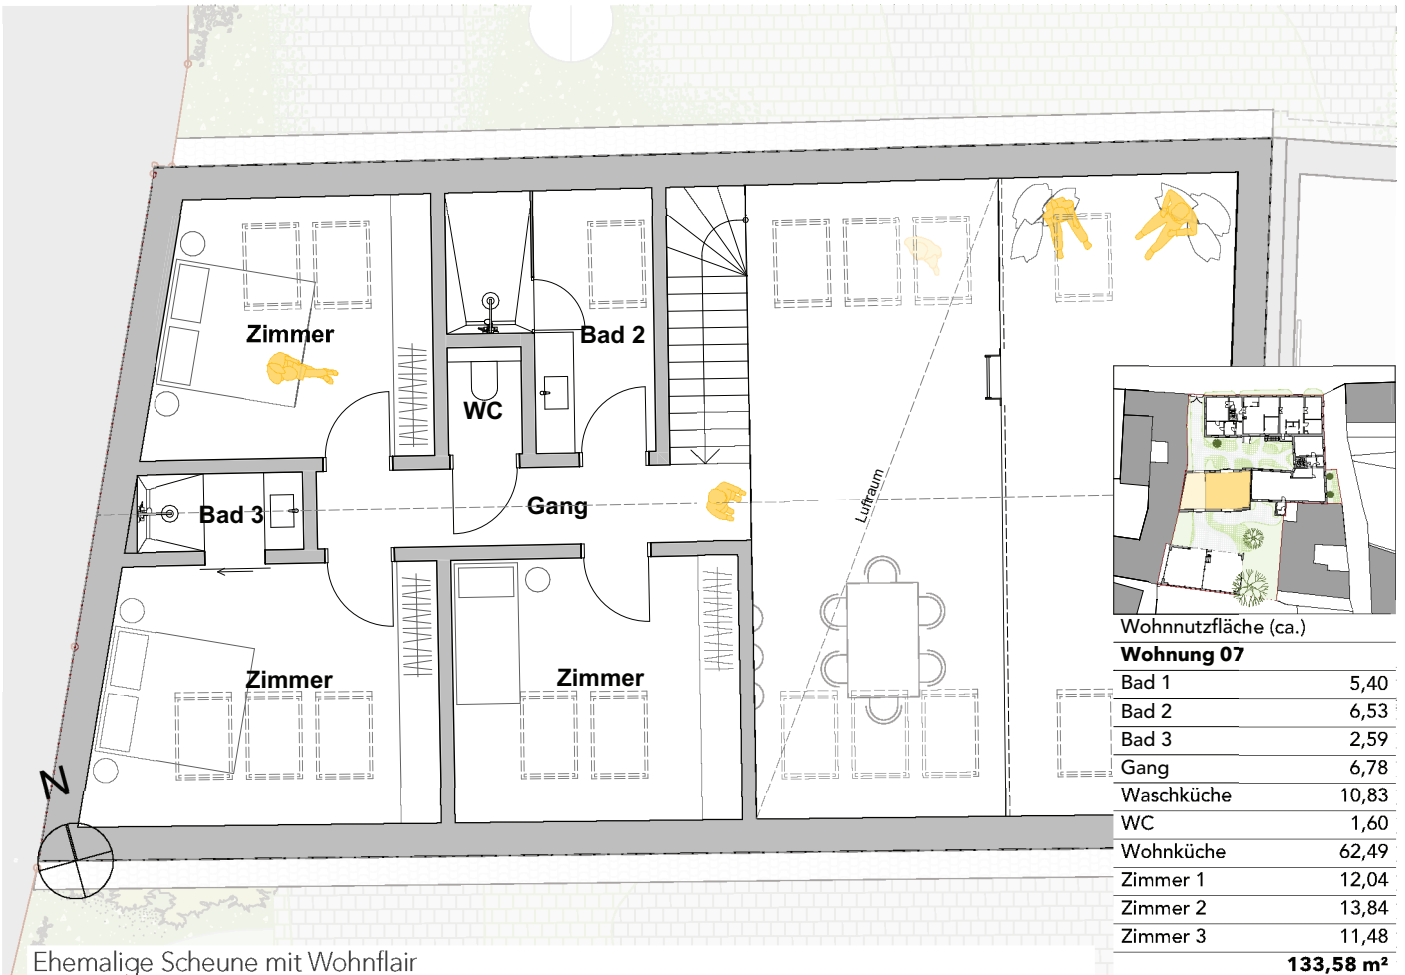 Zimmer
Bad 2
WC
Bad 3
Gang
Luftraum
Zimmer
Zimmer
N
Wohnnutzfläche (ca.)
Wohnung 07
Bad 1 5,40
Bad 2 6,53
Bad 3 2,59
Gang 6,78
Waschküche 10,83
WC 1,60
Wohnküche 62,49
Zimmer 1 12,04
Zimmer 2 13,84
Zimmer 3 11,48
133,58 m²
Ehemalige Scheune mit Wohnflair